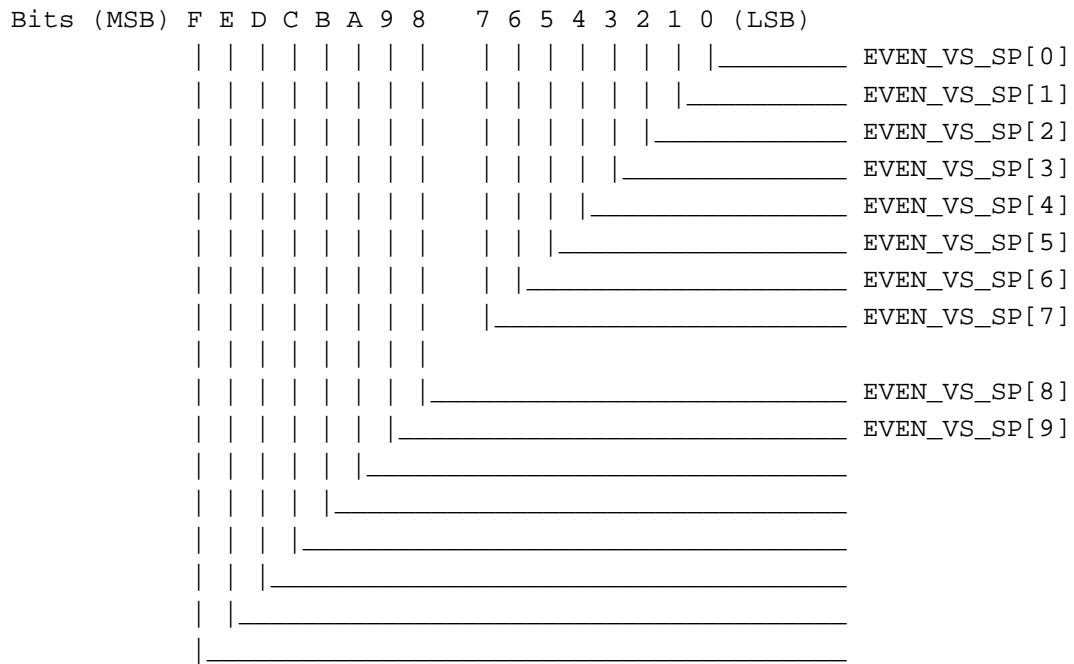 Bits (MSB) F E D C B A 9 8 7 6 5 4 3 2 1 0 (LSB)
EVEN_VS_SP[0]
EVEN_VS_SP[1]
EVEN_VS_SP[2]
EVEN_VS_SP[3]
EVEN_VS_SP[4]
EVEN_VS_SP[5]
EVEN_VS_SP[6]
EVEN_VS_SP[7]
EVEN_VS_SP[8]
EVEN_VS_SP[9]